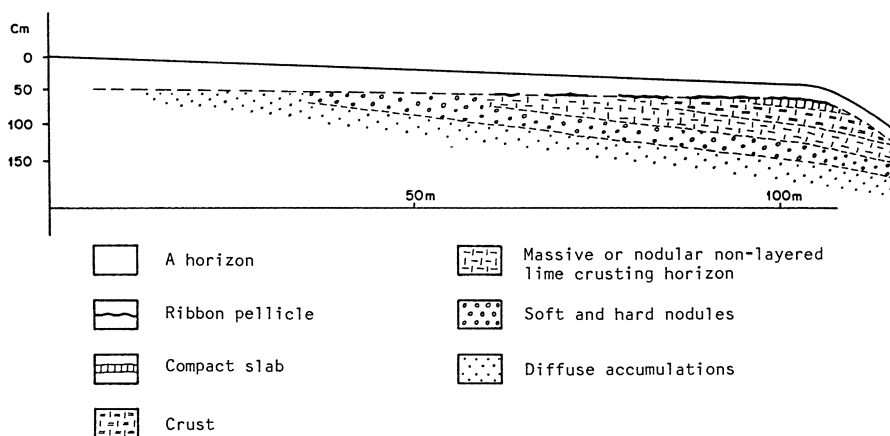 Cm
0
50
100
150
50m
100m
A horizon
Ribbon pellicle
Compact slab
Crust
Massive or nodular non-layered
lime crusting horizon
Soft and hard nodules
Diffuse accumulations